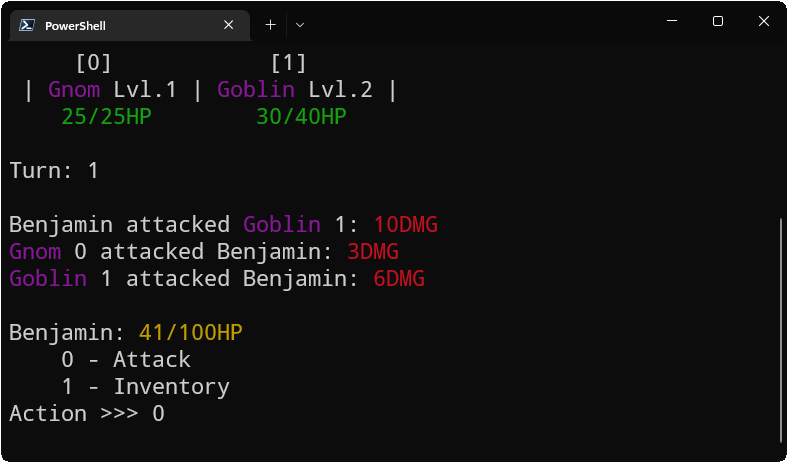 PowerShell
[0] [1]
| Gnom Lvl.1 | Goblin Lvl.2 |
25/25HP 30/40HP
Turn: 1
Benjamin attacked Goblin 1: 10DMG
Gnom 0 attacked Benjamin: 3DMG
Goblin 1 attacked Benjamin: 6DMG
Benjamin: 41/100HP
0 - Attack
1 - Inventory
Action >>> 0